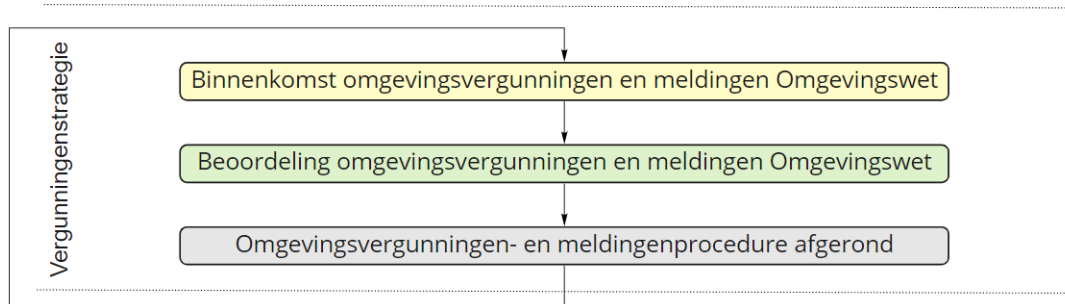 Vergunningenstrategie
Binnenkomst omgevingsvergunningen en meldingen Omgevingswet
Beoordeling omgevingsvergunningen en meldingen Omgevingswet
Omgevingsvergunningen- en meldingenprocedure afgerond